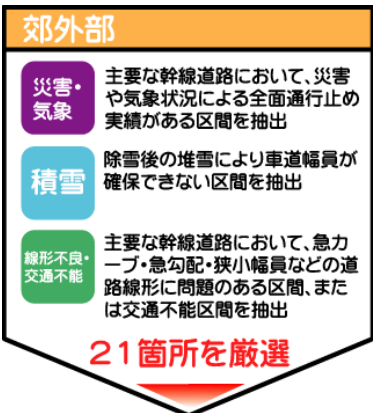 郊外部
災害・
気象
主要な幹線道路において、災害
や気象状況による全面通行止め
実績がある区間を抽出
積雪
除雪後の堆雪により車道幅員が
確保できない区間を抽出
線形不良・
交通不能
主要な幹線道路において、急カ
ーブ・急勾配・狭小幅員などの道
路線形に問題のある区間、また
は交通不能区間を抽出
21箇所を厳選